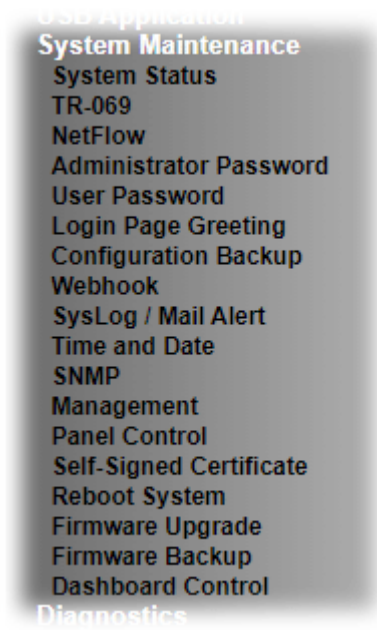 USB Application
System Maintenance
System Status
TR-069
NetFlow
Administrator Password
User Password
Login Page Greeting
Configuration Backup
Webhook
SysLog / Mail Alert
Time and Date
SNMP
Management
Panel Control
Self-Signed Certificate
Reboot System
Firmware Upgrade
Firmware Backup
Dashboard Control
Diagnostics